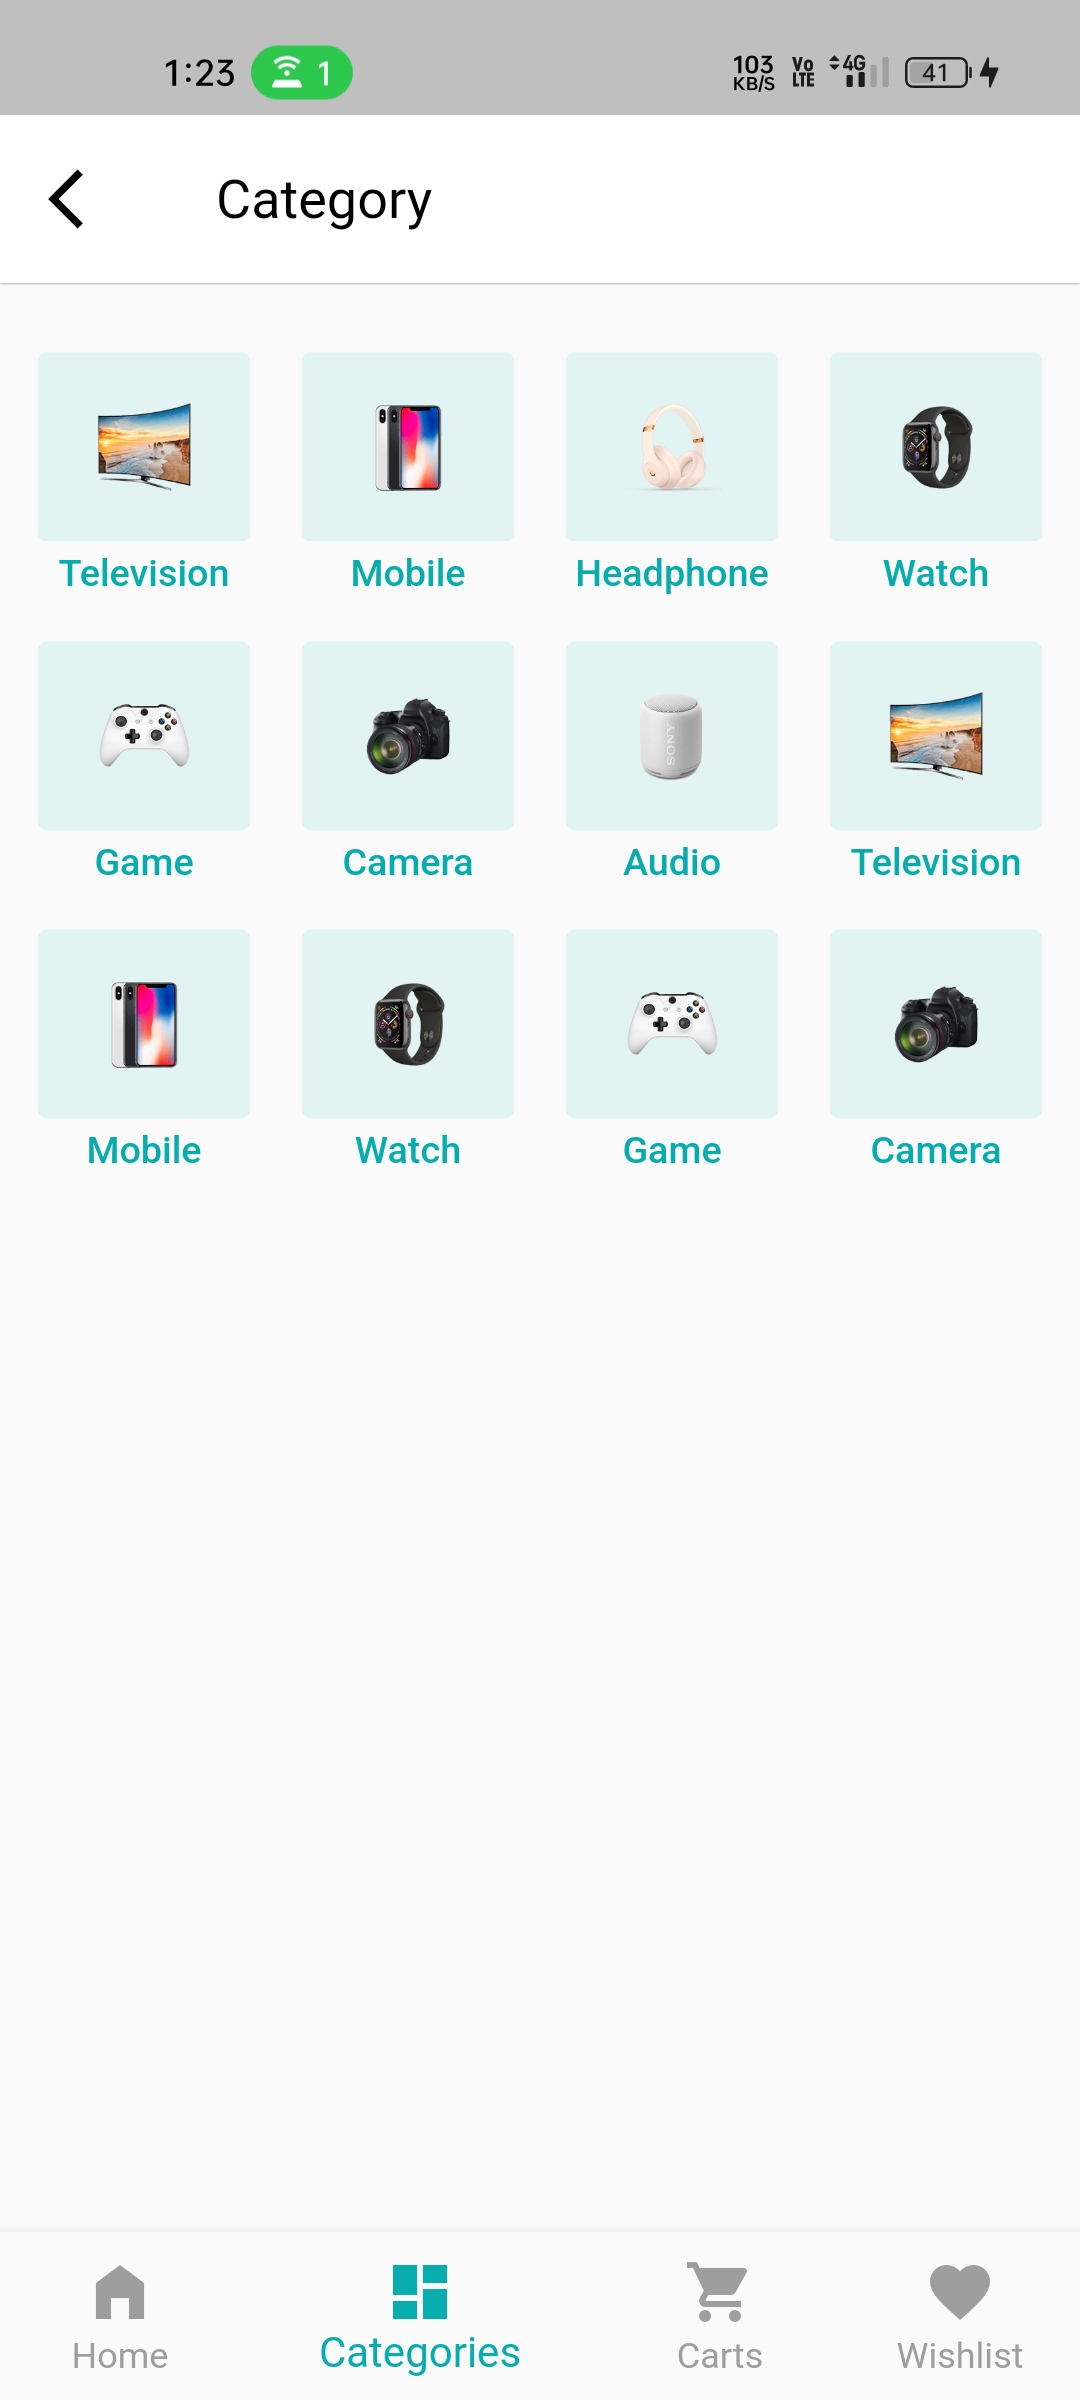 1:23 1 103 KB/S Vo LTE 4G 41
Category
Television Mobile Headphone Watch
SONY
Game Camera Audio Television
Mobile Watch Game Camera
Home Categories Carts Wishlist